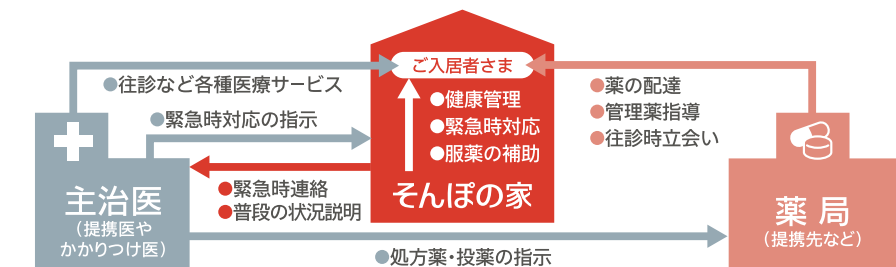 ご入居者さま
●往診など各種医療サービス
●薬の配達
●健康管理
●管理薬指導
●緊急時対応の指示
●緊急時対応
●往診時立会い
●服薬の補助
主治医
(提携医や
かかりつけ医)
●緊急時連絡
●普段の状況説明
そんぽの家
薬局
(提携先など)
●処方薬・投薬の指示